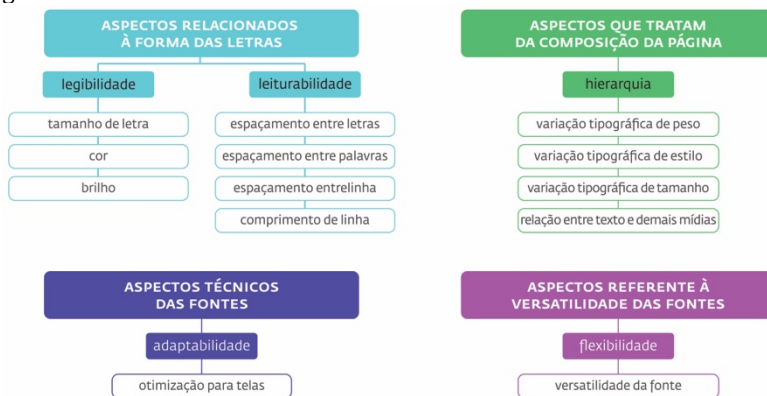 ASPECTOS RELACIONADOS
À FORMA DAS LETRAS
legibilidade
tamanho de letra
cor
brilho
leiturabilidade
espaçamento entre letras
espaçamento entre palavras
espaçamento entrelinha
comprimento de linha
ASPECTOS QUE TRATAM
DA COMPOSIÇÃO DA PÁGINA
hierarquia
variação tipográfica de peso
variação tipográfica de estilo
variação tipográfica de tamanho
relação entre texto e demais mídias
ASPECTOS TÉCNICOS
DAS FONTES
adaptabilidade
otimização para telas
ASPECTOS REFERENTE À
VERSATILIDADE DAS FONTES
flexibilidade
versatilidade da fonte